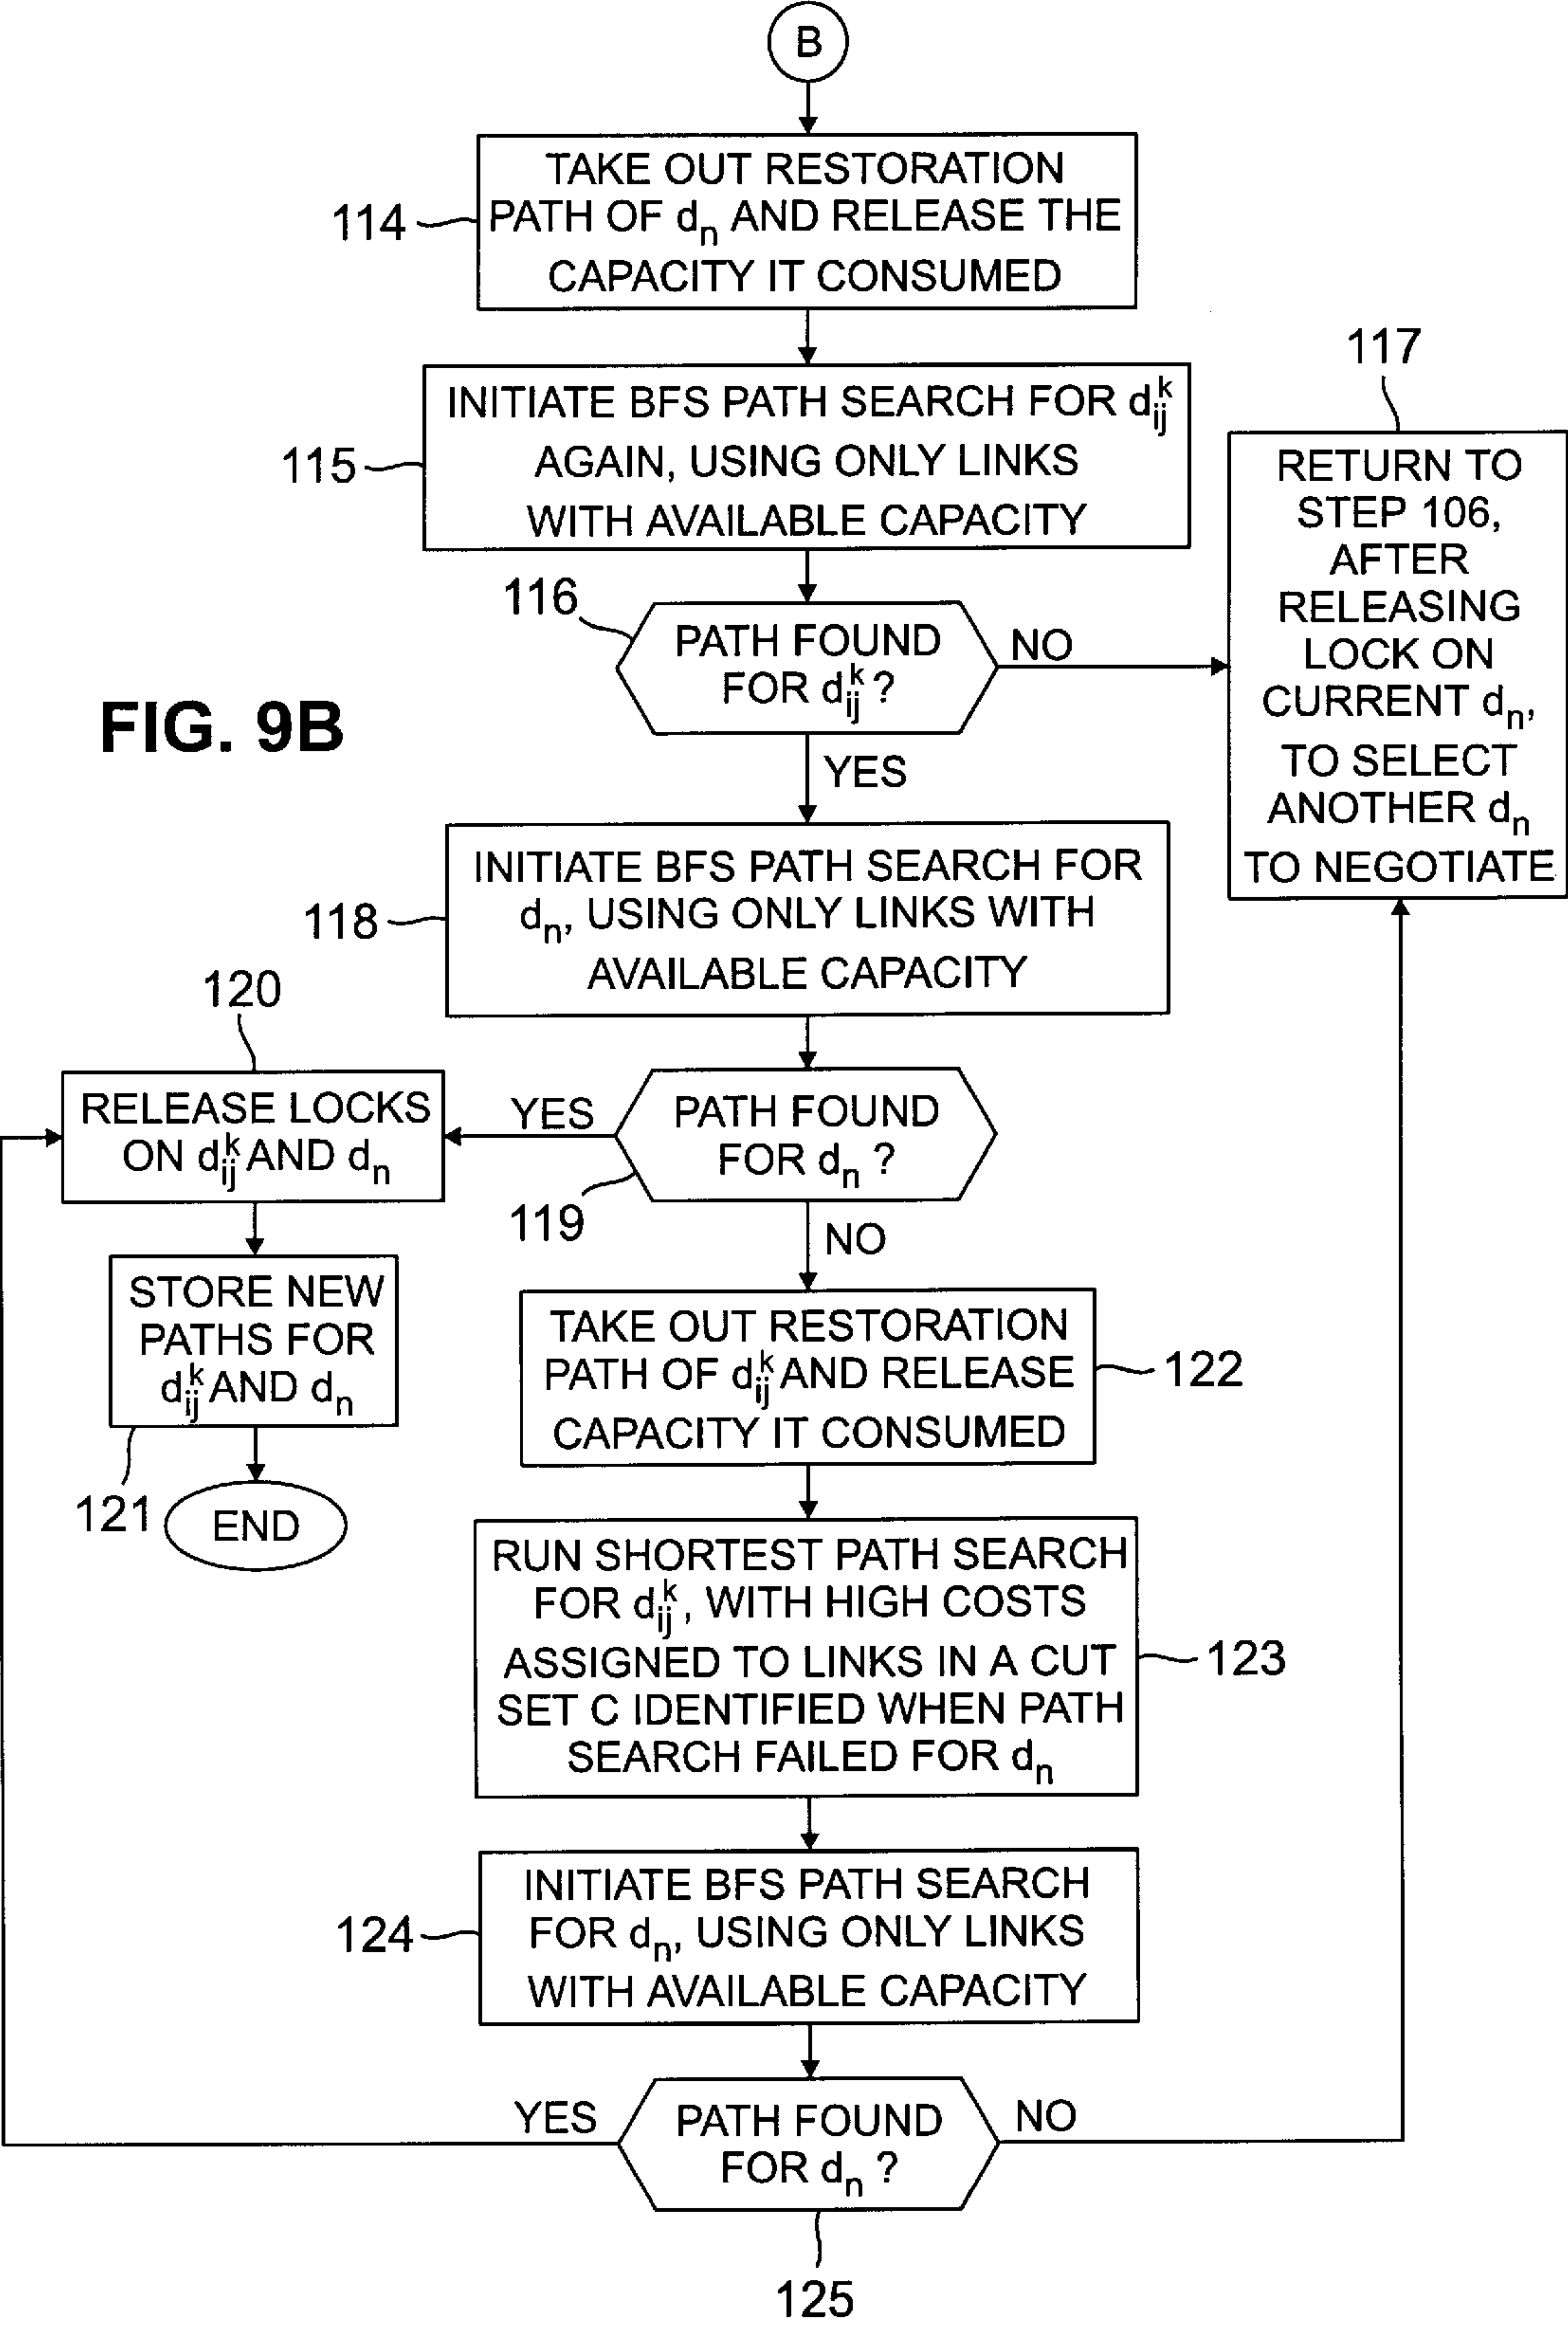 B
TAKE OUT RESTORATION
PATH OF dn AND RELEASE THE
CAPACITY IT CONSUMED
114
INITIATE BFS PATH SEARCH FOR dijk
AGAIN, USING ONLY LINKS
WITH AVAILABLE CAPACITY
115
116
PATH FOUND
FOR dijk ?
NO
YES
117
RETURN TO
STEP 106,
AFTER
RELEASING
LOCK ON
CURRENT dn,
TO SELECT
ANOTHER dn
TO NEGOTIATE
FIG. 9B
INITIATE BFS PATH SEARCH FOR
dn, USING ONLY LINKS WITH
AVAILABLE CAPACITY
118
PATH FOUND
FOR dn ?
119
YES
NO
120
RELEASE LOCKS
ON dijk AND dn
STORE NEW
PATHS FOR
dijk AND dn
121
END
TAKE OUT RESTORATION
PATH OF dijk AND RELEASE
CAPACITY IT CONSUMED
122
RUN SHORTEST PATH SEARCH
FOR dijk, WITH HIGH COSTS
ASSIGNED TO LINKS IN A CUT
SET C IDENTIFIED WHEN PATH
SEARCH FAILED FOR dn
123
INITIATE BFS PATH SEARCH
FOR dn, USING ONLY LINKS
WITH AVAILABLE CAPACITY
124
YES
PATH FOUND
FOR dn ?
NO
125